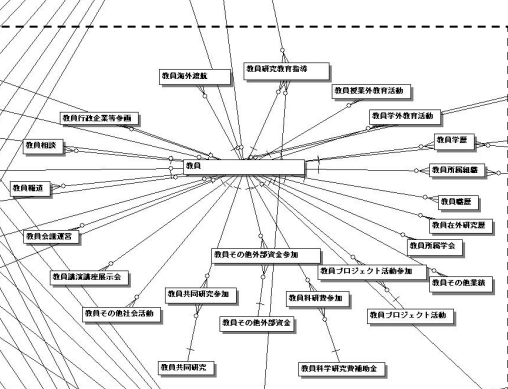 教員海外渡航
教員研究教育指導
教員授業外教育活動
教員行政企業等参画
教員学外教育活動
教員相談
教員学歴
教員
教員所属組織
教員報道
教員職歴
教員在外研究歴
教員会議運営
教員所属学会
教員その他外部資金参加
教員講演講座展示会
教員プロジェクト活動参加
教員その他業績
教員共同研究参加
教員科研費参加
教員その他社会活動
教員その他外部資金
教員プロジェクト活動
教員共同研究
教員科学研究費補助金